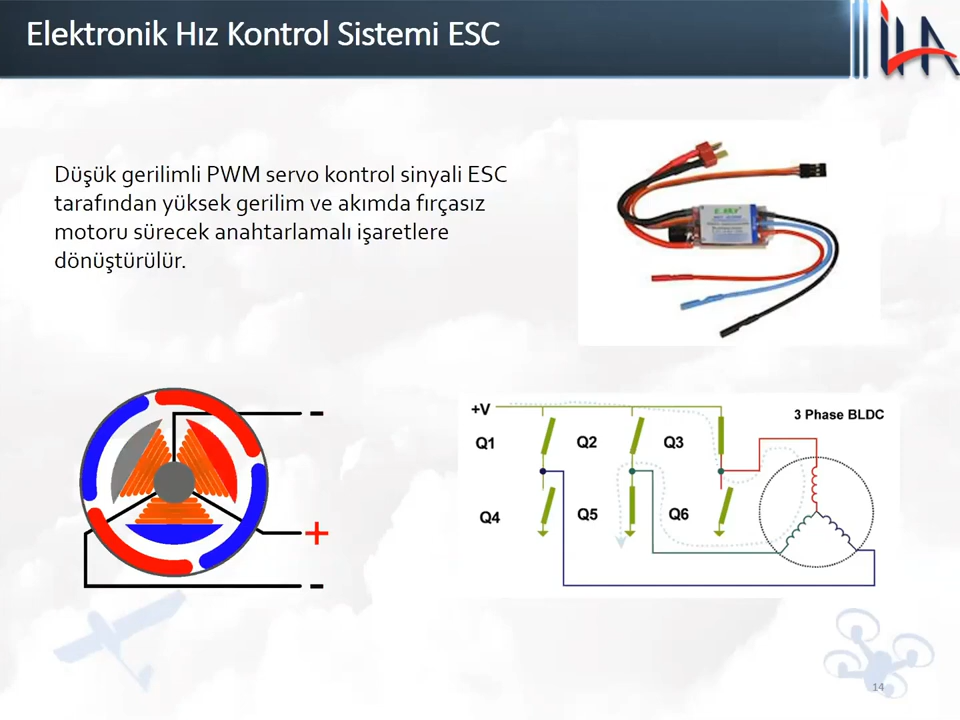 Elektronik Hız Kontrol Sistemi ESC
İHA
Düşük gerilimli PWM servo kontrol sinyali ESC
tarafından yüksek gerilim ve akımda fırçasız
motoru sürecek anahtarlamalı işaretlere
dönüştürülür.
-
+
-
+V
3 Phase BLDC
Q1
Q2
Q3
Q4
Q5
Q6
14